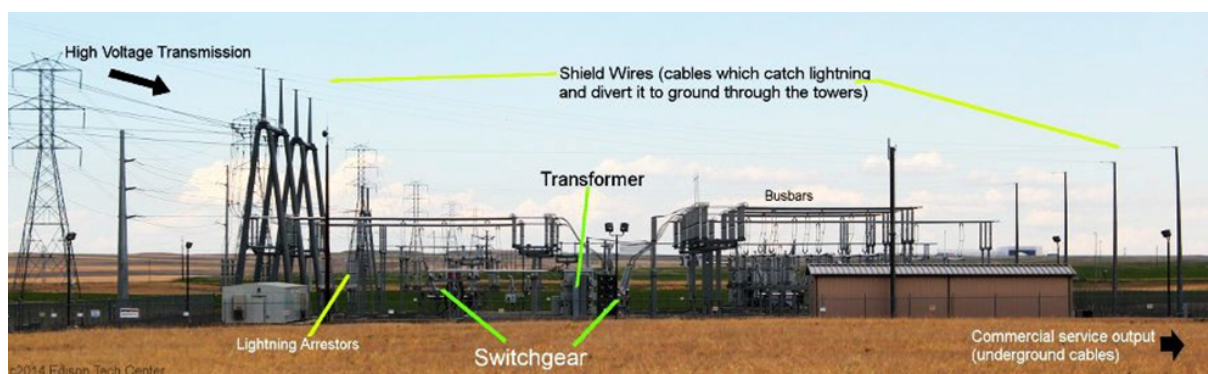 High Voltage Transmission
Shield Wires (cables which catch lightning
and divert it to ground through the towers)
Transformer
Busbars
Lightning Arrestors
Switchgear
Commercial service output
(underground cables)
c2014 Edison Tech Center